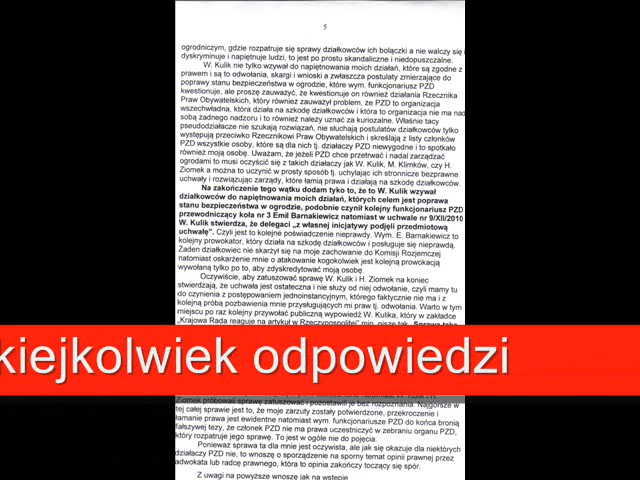 5
ogrodniczym, gdzie rozpatruje się sprawy działkowców ich bolączki a nie walczy się i
dyskryminuje i napiętnuje ludzi, to jest po prostu skandaliczne i niedopuszczalne.
W. Kulik nie tylko wzywał do napiętnowania moich działań, które są zgodne z
prawem i są to odwołania, skargi i wnioski a zwłaszcza postulaty zmierzające do
poprawy stanu bezpieczeństwa w ogrodzie, które wym. funkcjonariusz PZD
kwestionuje, ale proszę zauważyć, że kwestionuje on również działania Rzecznika
Praw Obywatelskich, który również zauważył problem, ze PZD to organizacja
wszechwładna, która działa na szkodę działkowców i która to organizacja nie ma nad
sobą żadnego nadzoru i to również należy uznać za kuriozalne. Właśnie tacy
pseudodziałacze nie szukają rozwiązań, nie słuchają postulatów działkowców tylko
występują przeciwko Rzecznikowi Praw Obywatelskich i skreślają z listy członków
PZD wszystkie osoby, które są dla nich tj. działaczy PZD niewygodne i to spotkało
również moją osobę. Uważam, że jeżeli PZD chce przetrwać i nadal zarządzać
ogrodami to musi oczyścić się z takich działaczy jak W. Kulik, M. Klimków, czy H.
Ziomek a można to uczynić w prosty sposób tj. uchylając ich stronnicze bezprawne
uchwały i rozwiązując zarządy, które łamią prawa i działają na szkodę działkowców.
Na zakończenie tego wątku dodam tylko to, że to W. Kulik wzywał
działkowców do napiętnowania moich działań, których celem jest poprawa
stanu bezpieczeństwa w ogrodzie, podobnie czynił kolejny funkcjonariusz PZD
przewodniczący koła nr 3 Emil Barnakiewicz natomiast w uchwale nr 9/XII/2010
W. Kulik stwierdza, że delegaci „z własnej inicjatywy podjęli przedmiotową
uchwałę". Czyli jest to kolejne poświadczenie nieprawdy. Wym. E. Barnakiewicz to
kolejny prowokator, który działa na szkodę działkowców i posługuje się nieprawdą.
Żaden działkowiec nie skarżył się na moje zachowanie do Komisji Rozjemczej
natomiast oskarżenie mnie o atakowanie kogokolwiek jest kolejną prowokacją
wywołaną tylko po to, aby zdyskredytować moją osobę.
Oczywiście, aby zatuszować sprawę W. Kulik i H. Ziomek na koniec
stwierdzają, że uchwała jest ostateczna i nie służy od niej odwołanie, czyli mamy tu
do czynienia z postępowaniem jednoinstancyjnym, którego faktycznie nie ma i z
kolejną próbą pozbawienia mnie przysługujących mi praw tj. odwołania. Warto w tym
miejscu po raz kolejny przywołać publiczną wypowiedź W. Kulika, który w zakładce
„Krajowa Rada reaguje na artykuł w Rzeczypospolitej" min. pisze tak „Sprawa taka
kiejkolwiek odpowiedzi
Ziomek próbowali sprawę zatuszować i pozostawili je bez rozpoznania. Najgorsze w
tej całej sprawie jest to, że moje zarzuty zostały potwierdzone, przekroczenie i
łamanie prawa jest ewidentne natomiast wym. funkcjonariusze PZD do końca bronią
fałszywej tezy, że członek PZD nie ma prawa uczestniczyć w zebraniu organu PZD,
który rozpatruje jego sprawę. To jest w ogóle nie do pojęcia.
Ponieważ sprawa ta dla mnie jest oczywista, ale jak się okazuje dla niektórych
działaczy PZD nie, to wnoszę o sporządzenie na sporny temat opinii prawnej przez
adwokata lub radcę prawnego, która to opinia zakończy toczący się spór.
Z uwagi na powyższe wnoszę jak na wstępie